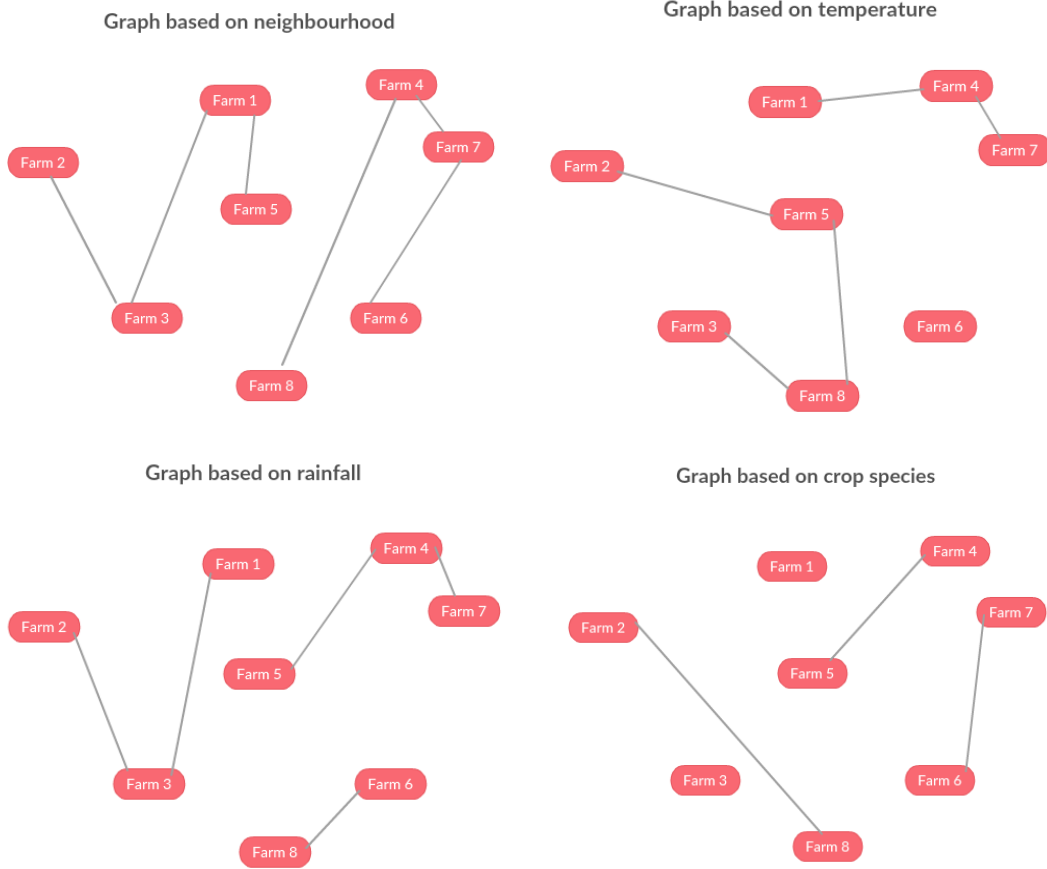 Graph based on neighbourhood
Farm 4
Farm 1
Farm 7
Farm 2
Farm 5
Farm 3
Farm 6
Farm 8
Graph based on temperature
Farm 4
Farm 1
Farm 7
Farm 2
Farm 5
Farm 3
Farm 6
Farm 8
Graph based on rainfall
Farm 4
Farm 1
Farm 7
Farm 2
Farm 5
Farm 3
Farm 6
Farm 8
Graph based on crop species
Farm 4
Farm 1
Farm 7
Farm 2
Farm 5
Farm 3
Farm 6
Farm 8